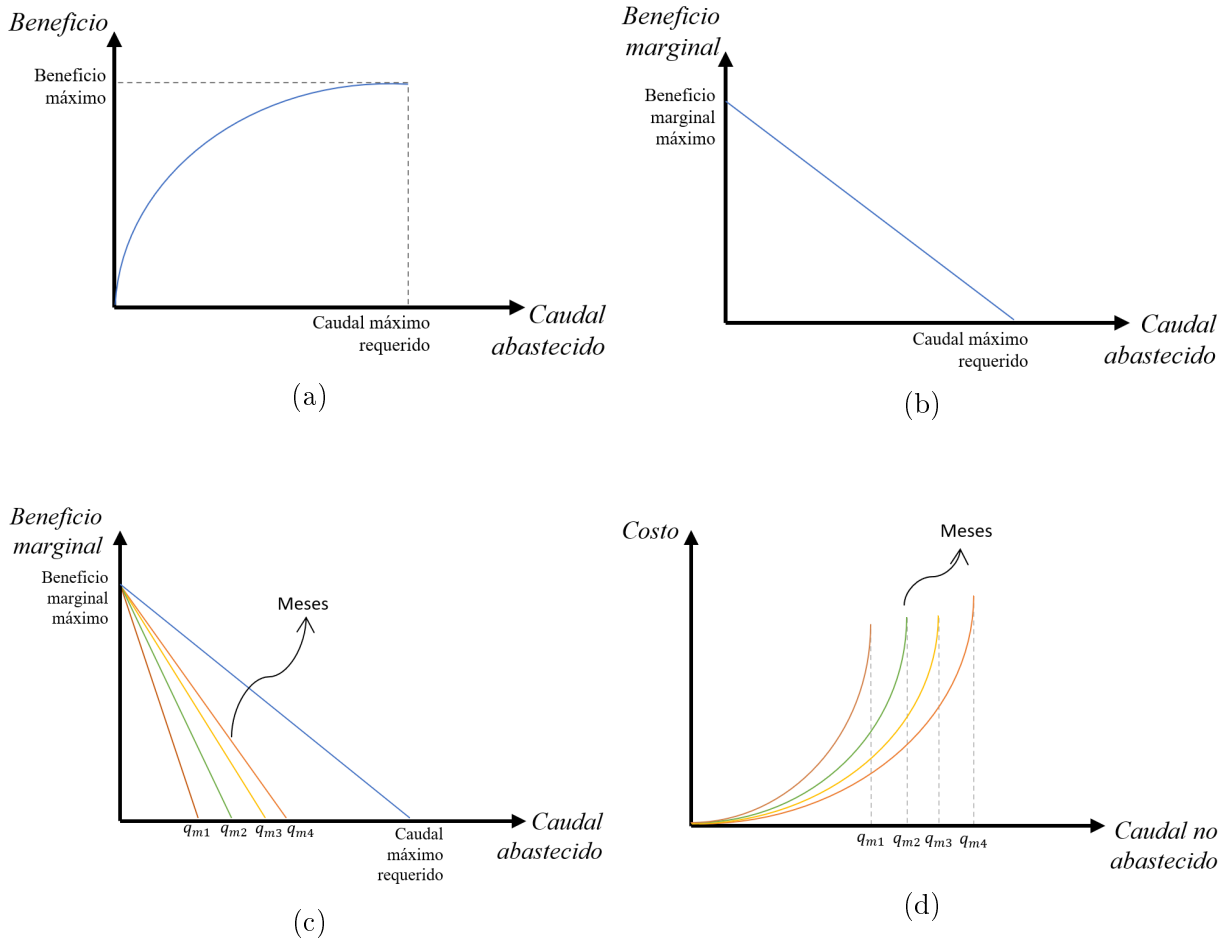 Beneficio
Beneficio
máximo
Caudal máximo
requerido
Caudal
abastecido
(a)
Beneficio
marginal
Beneficio
marginal
máximo
Caudal máximo
requerido
Caudal
abastecido
(b)
Beneficio
marginal
Beneficio
marginal
máximo
Meses
q_{m1} q_{m2} q_{m3} q_{m4}
Caudal
máximo
requerido
Caudal
abastecido
(c)
Costo
Meses
q_{m1} q_{m2} q_{m3} q_{m4}
Caudal no
abastecido
(d)